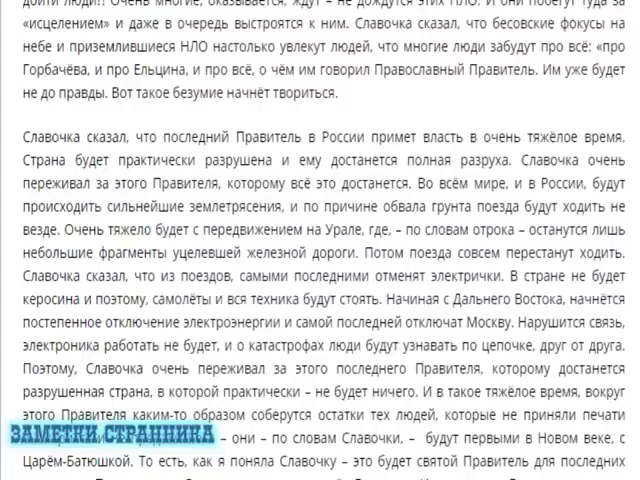 дойти люди!! Очень многие, оказывается, ждут – не дождутся этих НЛО. И они побегут туда за
«исцелением» и даже в очередь выстроятся к ним. Славочка сказал, что бесовские фокусы на
небе и приземлившиеся НЛО настолько увлекут людей, что многие люди забудут про всё: «про
Горбачёва, и про Ельцина, и про всё, о чём им говорил Православный Правитель. Им уже будет
не до правды. Вот такое безумие начнёт твориться.
Славочка сказал, что последний Правитель в России примет власть в очень тяжёлое время.
Страна будет практически разрушена и ему достанется полная разруха. Славочка очень
переживал за этого Правителя, которому всё это достанется. Во всём мире, и в России, будут
происходить сильнейшие землетрясения, и по причине обвала грунта поезда будут ходить не
везде. Очень тяжело будет с передвижением на Урале, где, – по словам отрока – останутся лишь
небольшие фрагменты уцелевшей железной дороги. Потом поезда совсем перестанут ходить.
Славочка сказал, что из поездов, самыми последними отменят электрички. В стране не будет
керосина и поэтому, самолёты и вся техника будут стоять. Начиная с Дальнего Востока, начнётся
постепенное отключение электроэнергии и самой последней отключат Москву. Нарушится связь,
электроника работать не будет, и о катастрофах люди будут узнавать по цепочке, друг от друга.
Поэтому, Славочка очень переживал за этого последнего Правителя, которому достанется
разрушенная страна, в которой практически – не будет ничего. И в такое тяжёлое время, вокруг
этого Правителя каким-то образом соберутся остатки тех людей, которые не приняли печати
ЗАМЕТКИ СТРАННИКА – они – по словам Славочки, – будут первыми в Новом веке, с
Царём-Батюшкой. То есть, как я поняла Славочку – это будет святой Правитель для последних